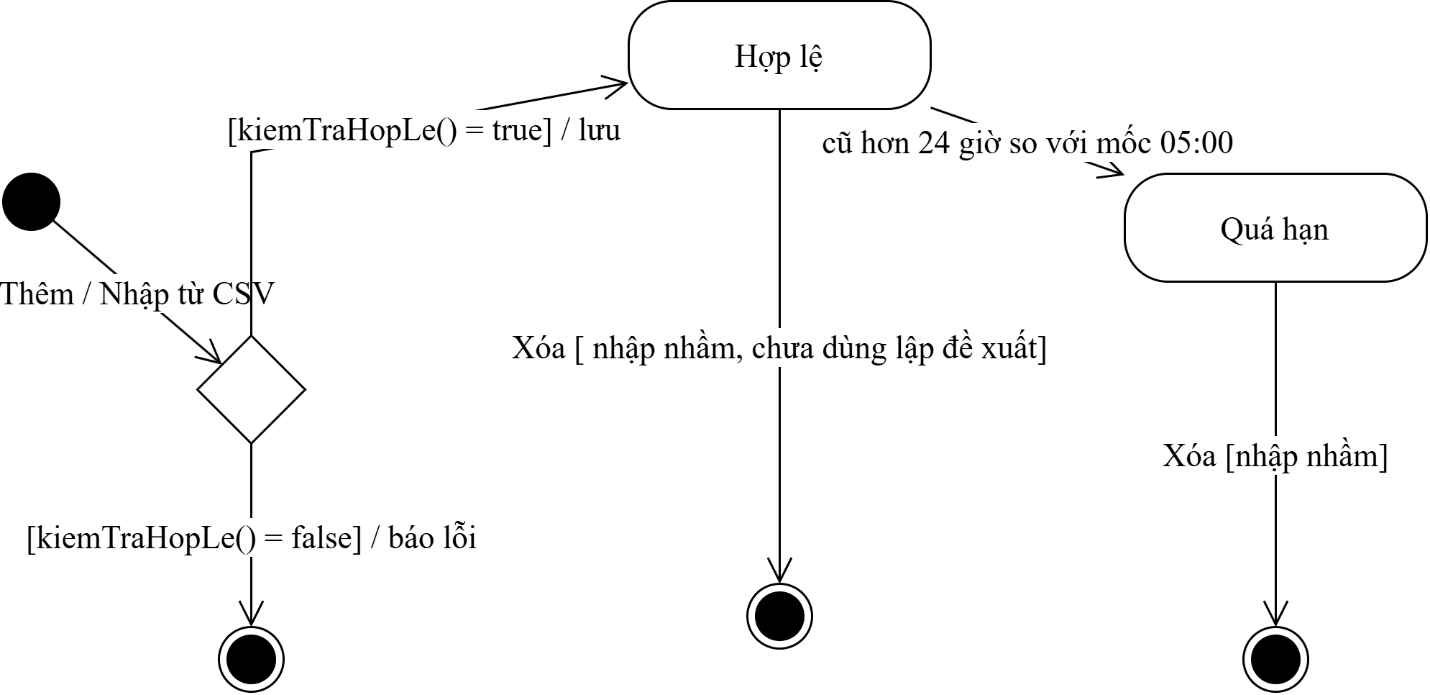 Hợp lệ
[kiemTraHopLe() = true] / lưu
cũ hơn 24 giờ so với mốc 05:00
Quá hạn
Thêm / Nhập từ CSV
Xóa [ nhập nhầm, chưa dùng lập đề xuất]
Xóa [nhập nhầm]
[kiemTraHopLe() = false] / báo lỗi